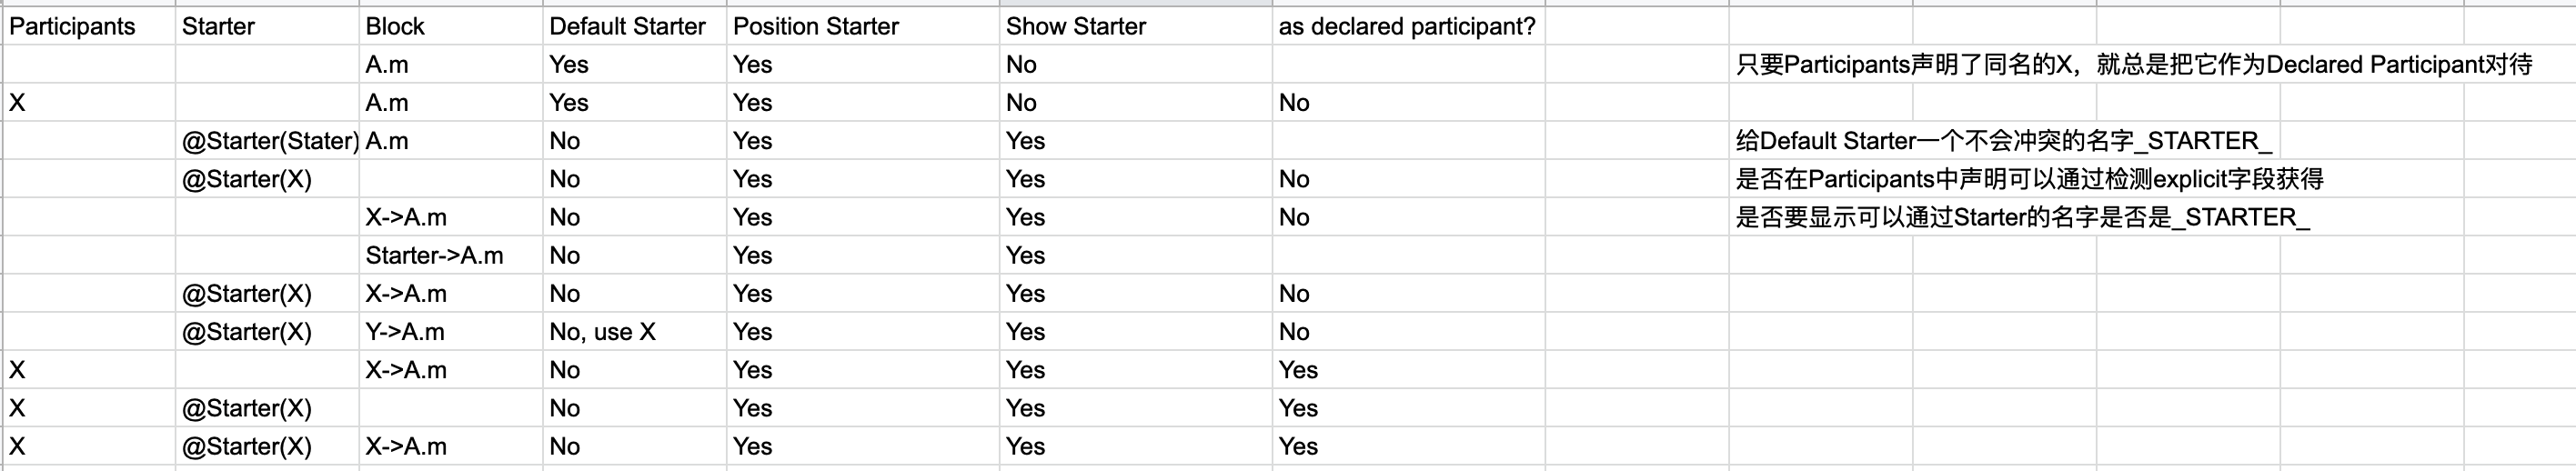 Participants Starter Block Default Starter Position Starter Show Starter as declared participant?
A.m Yes Yes No 只要Participants声明了同名的X，就总是把它作为Declared Participant对待
X A.m Yes Yes No No
@Starter(Stater) A.m No Yes Yes 给Default Starter一个不会冲突的名字_STARTER_
@Starter(X) No Yes Yes No 是否在Participants中声明可以通过检测explicit字段获得
X->A.m No Yes Yes No 是否要显示可以通过Starter的名字是否是_STARTER_
Starter->A.m No Yes Yes
@Starter(X) X->A.m No Yes Yes No
@Starter(X) Y->A.m No, use X Yes Yes No
X X->A.m No Yes Yes Yes
X @Starter(X) No Yes Yes Yes
X @Starter(X) X->A.m No Yes Yes Yes